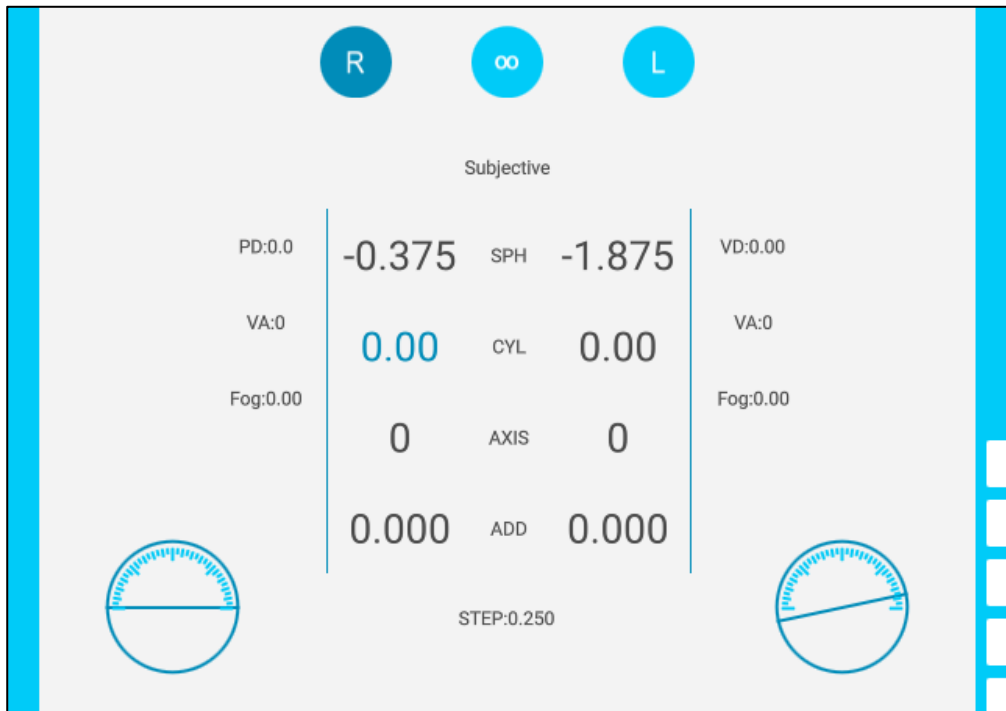 R ∞ L
Subjective
PD:0.0 -0.375 SPH -1.875 VD:0.00
VA:0 0.00 CYL 0.00 VA:0
Fog:0.00 0 AXIS 0 Fog:0.00
0.000 ADD 0.000
STEP:0.250